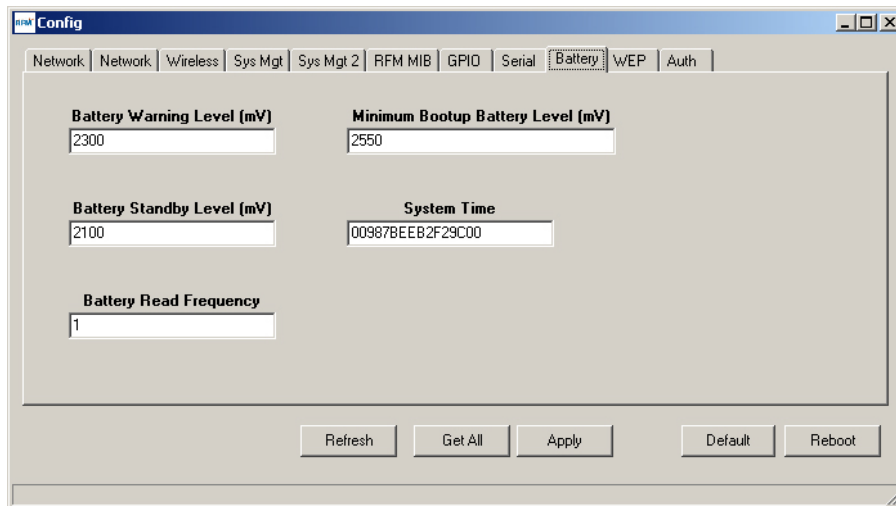 RFM Config
Network Network Wireless Sys Mgt Sys Mgt 2 RFM MIB GPIO Serial Battery WEP Auth
Battery Warning Level (mV) Minimum Bootup Battery Level (mV)
2300 2550
Battery Standby Level (mV) System Time
2100 00987BEEB2F29C00
Battery Read Frequency
1
Refresh Get All Apply Default Reboot